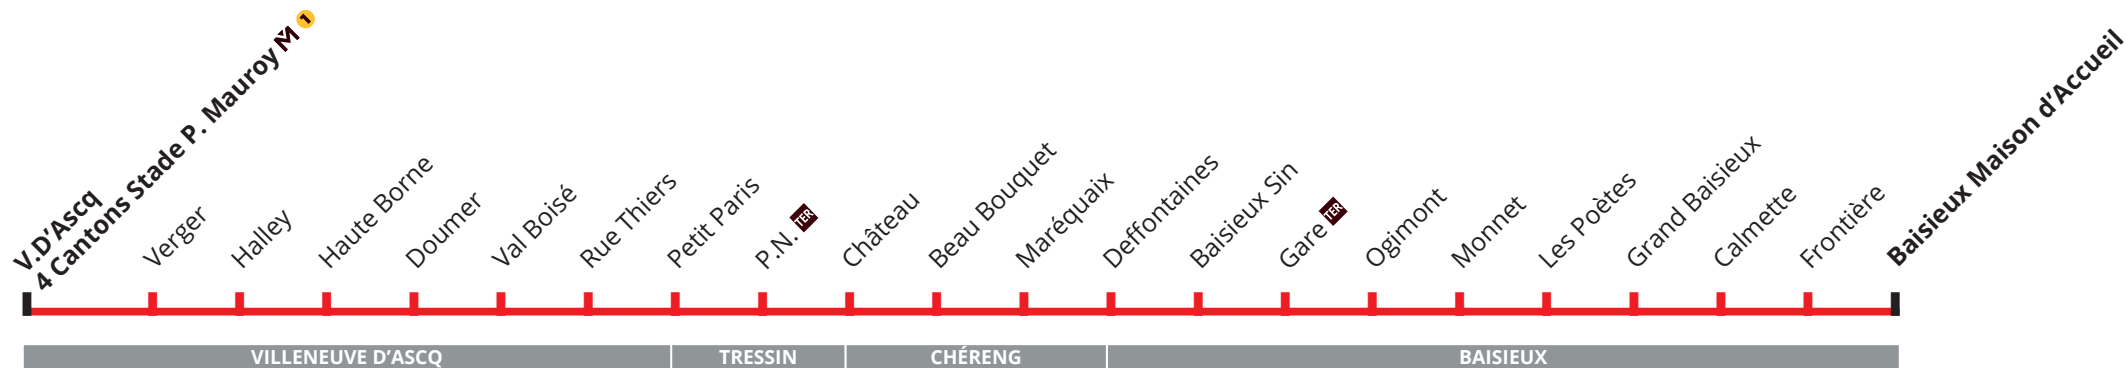 V.D’Ascq
4 Cantons Stade P. Mauroy M 1
Verger
Halley
Haute Borne
Doumer
Val Boisé
Rue Thiers
Petit Paris
P.N. TER
Château
Beau Bouquet
Maréquaix
Deffontaines
Baisieux Sin
Gare TER
Ogimont
Monnet
Les Poètes
Grand Baisieux
Calmette
Frontière
Baisieux Maison d’Accueil
VILLENEUVE D’ASCQ
TRESSIN
CHÉRENG
BAISIEUX